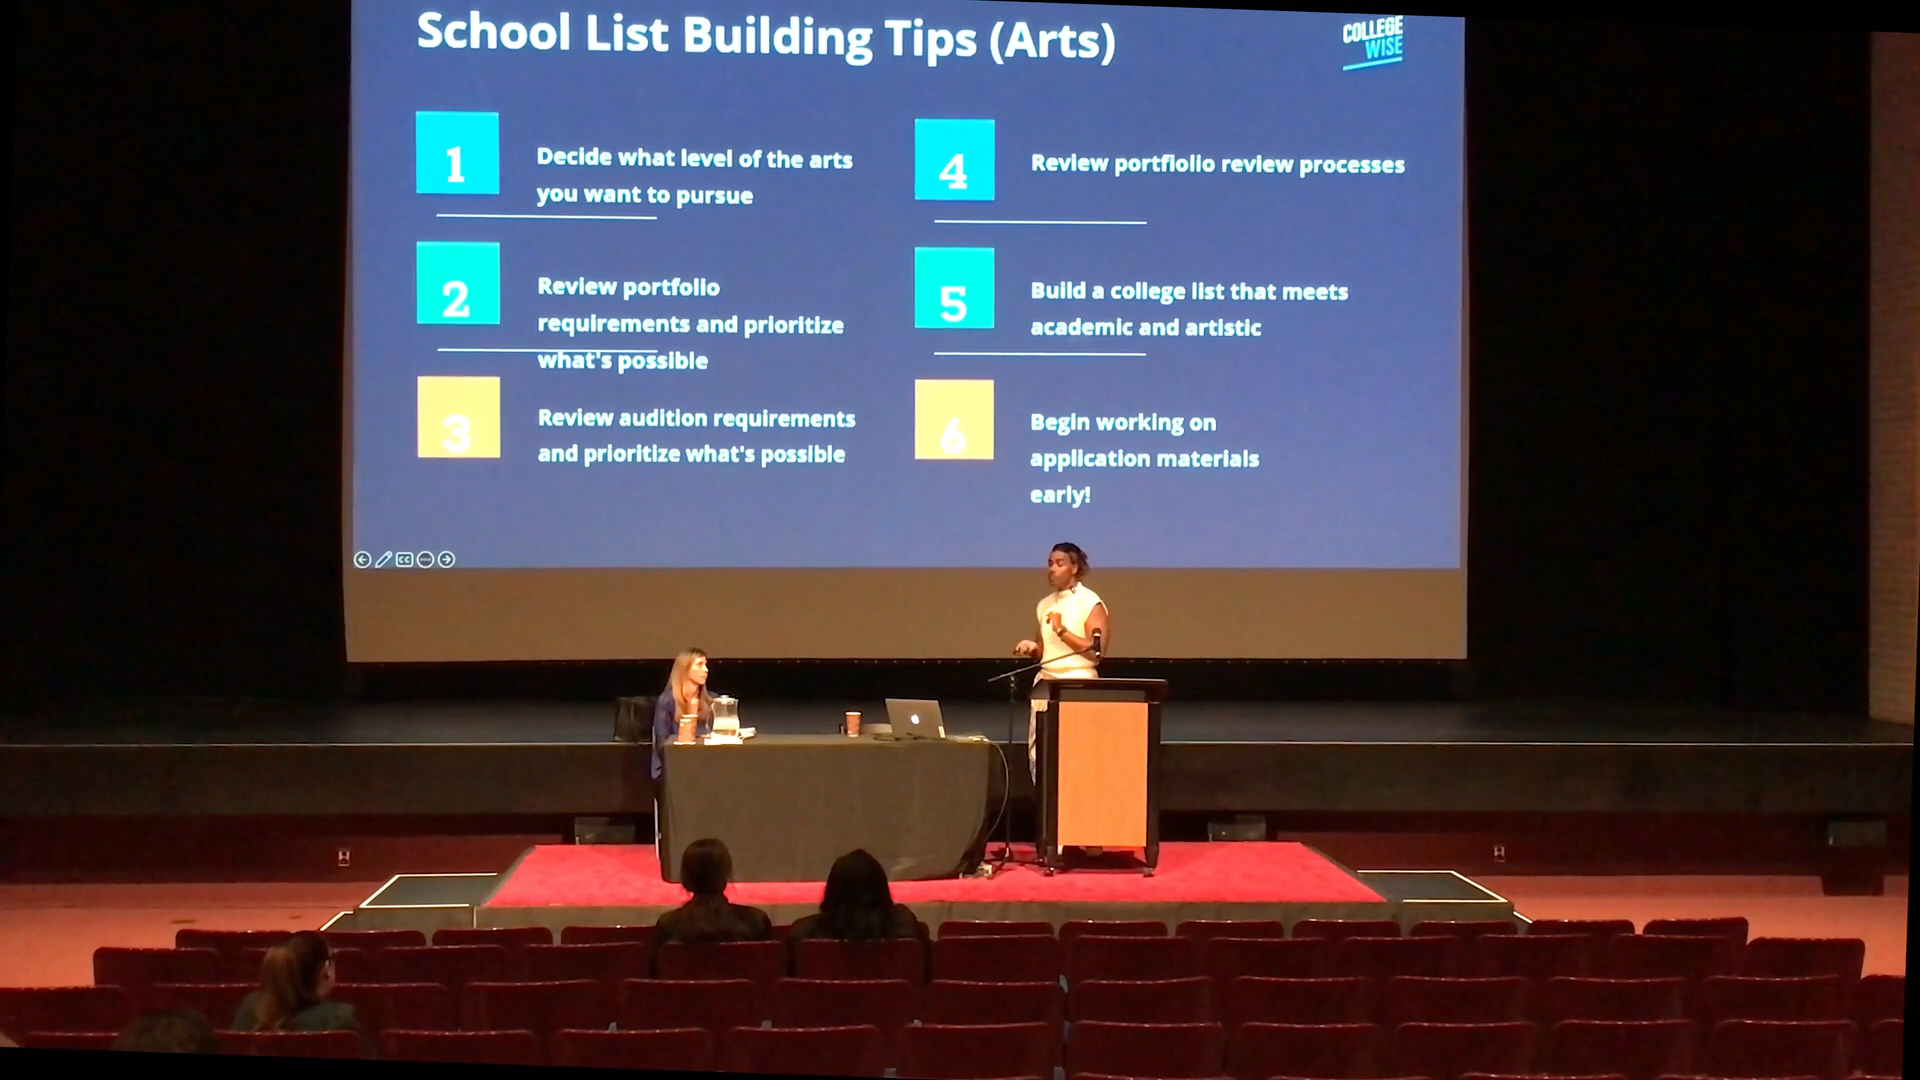 School List Building Tips (Arts)
COLLEGE
WISE
1
Decide what level of the arts
you want to pursue
2
Review portfolio
requirements and prioritize
what's possible
3
Review audition requirements
and prioritize what's possible
4
Review portfiolio review processes
5
Build a college list that meets
academic and artistic
6
Begin working on
application materials
early!
CC